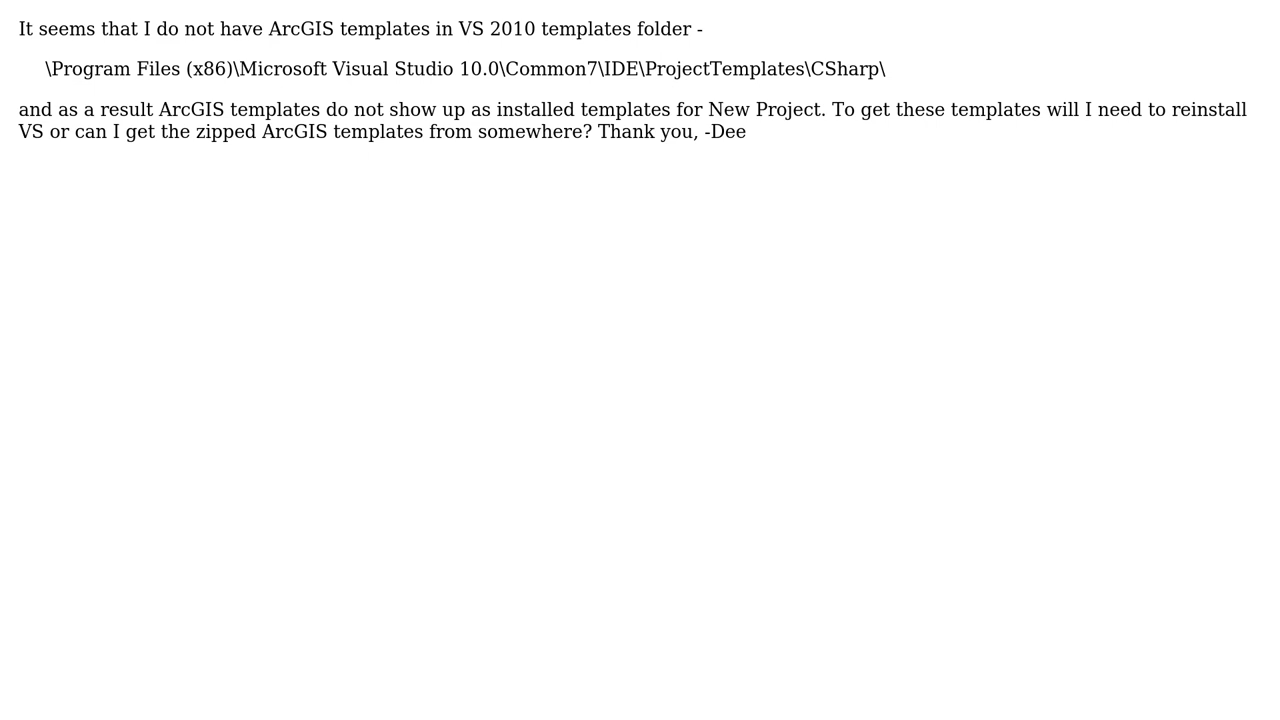 It seems that I do not have ArcGIS templates in VS 2010 templates folder -
\Program Files (x86)\Microsoft Visual Studio 10.0\Common7\IDE\ProjectTemplates\CSharp\
and as a result ArcGIS templates do not show up as installed templates for New Project. To get these templates will I need to reinstall
VS or can I get the zipped ArcGIS templates from somewhere? Thank you, -Dee